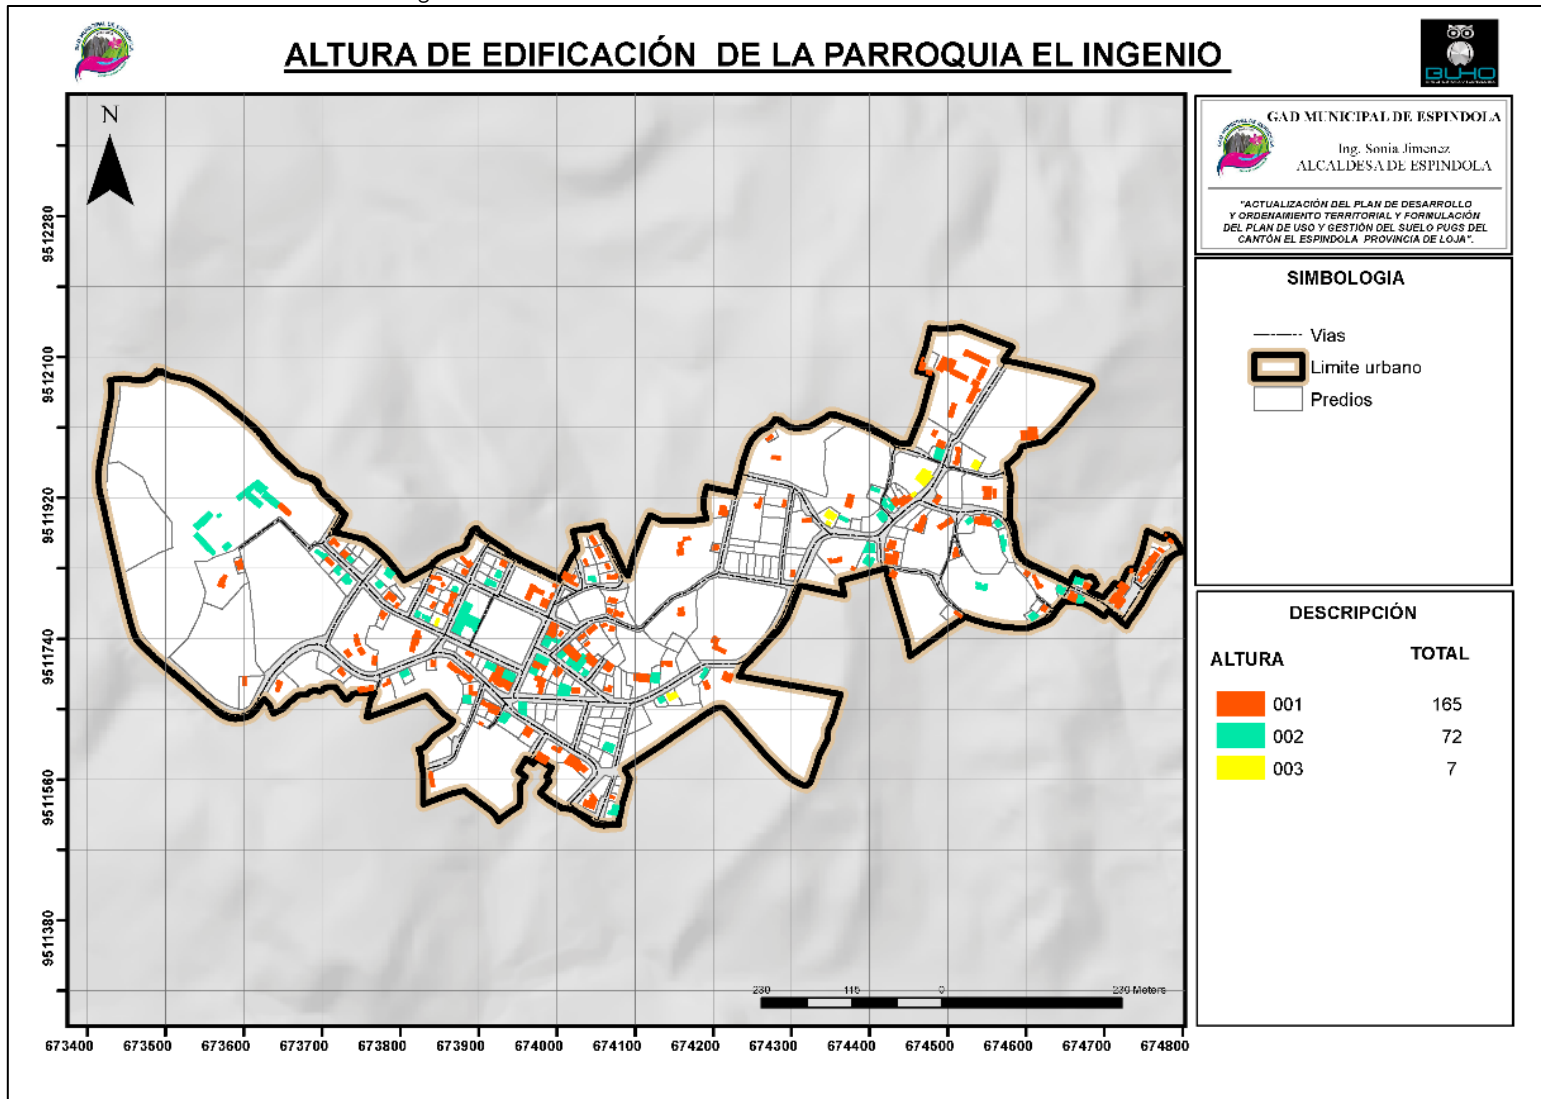 ALTURA DE EDIFICACIÓN DE LA PARROQUIA EL INGENIO
BUHO
N
GAD MUNICIPAL DE ESPINDOLA
Ing. Sonia Jimenez
ALCALDESA DE ESPINDOLA
"ACTUALIZACIÓN DEL PLAN DE DESARROLLO
Y ORDENAMIENTO TERRITORIAL Y FORMULACIÓN
DEL PLAN DE USO Y GESTIÓN DEL SUELO PUGS DEL
CANTÓN EL ESPINDOLA PROVINCIA DE LOJA".
SIMBOLOGIA
Vias
Limite urbano
Predios
DESCRIPCIÓN
ALTURA TOTAL
001 165
002 72
003 7
9512280
9512100
9511920
9511740
9511560
9511380
230 115 0 230 Meters
673400 673500 673600 673700 673800 673900 674000 674100 674200 674300 674400 674500 674600 674700 674800